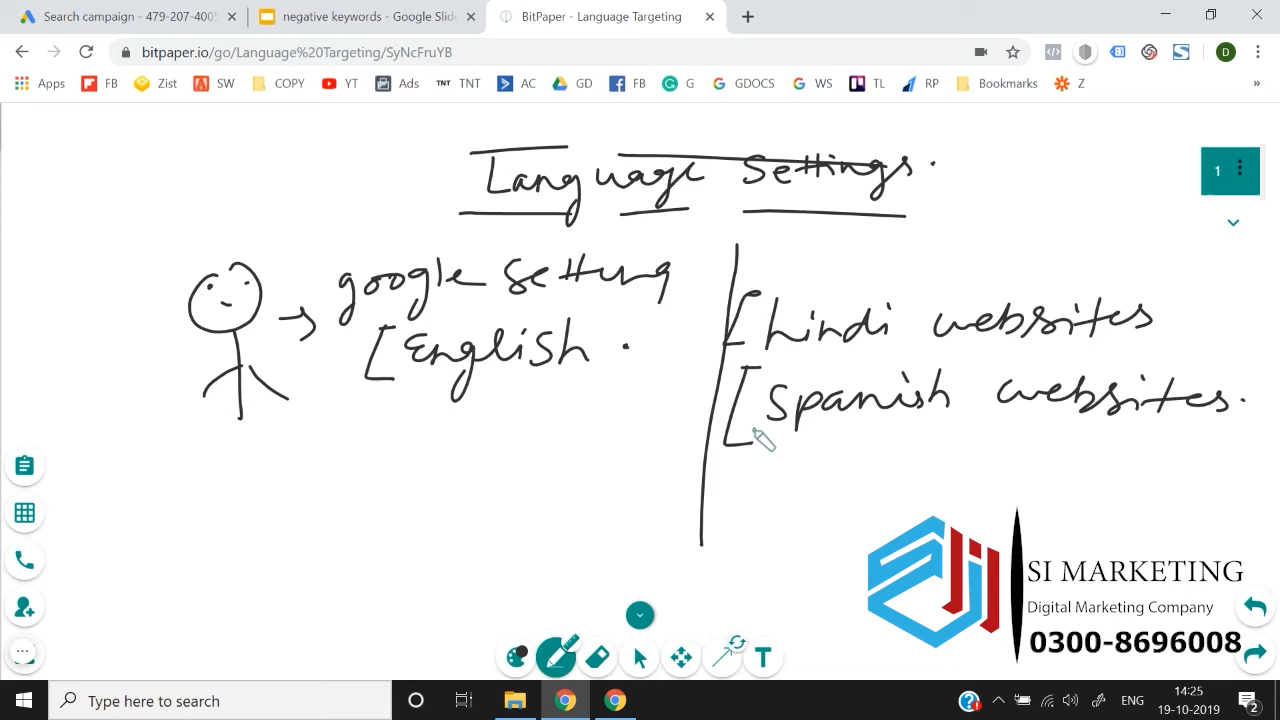 Search campaign - 479-207-4005
negative keywords - Google Slide
BitPaper - Language Targeting
bitpaper.io/go/Language%20Targeting/SyNcFruYB
D
Apps FB Zist SW COPY YT Ads TNT TNT AC GD FB G GDOCS WS TL RP Bookmarks Z »
Language Settings.
1
google setting
[English .
[hindi websites
[Spanish websites.
SI MARKETING
Digital Marketing Company
0300-8696008
T
Type here to search
ENG
14:25
19-10-2019
2